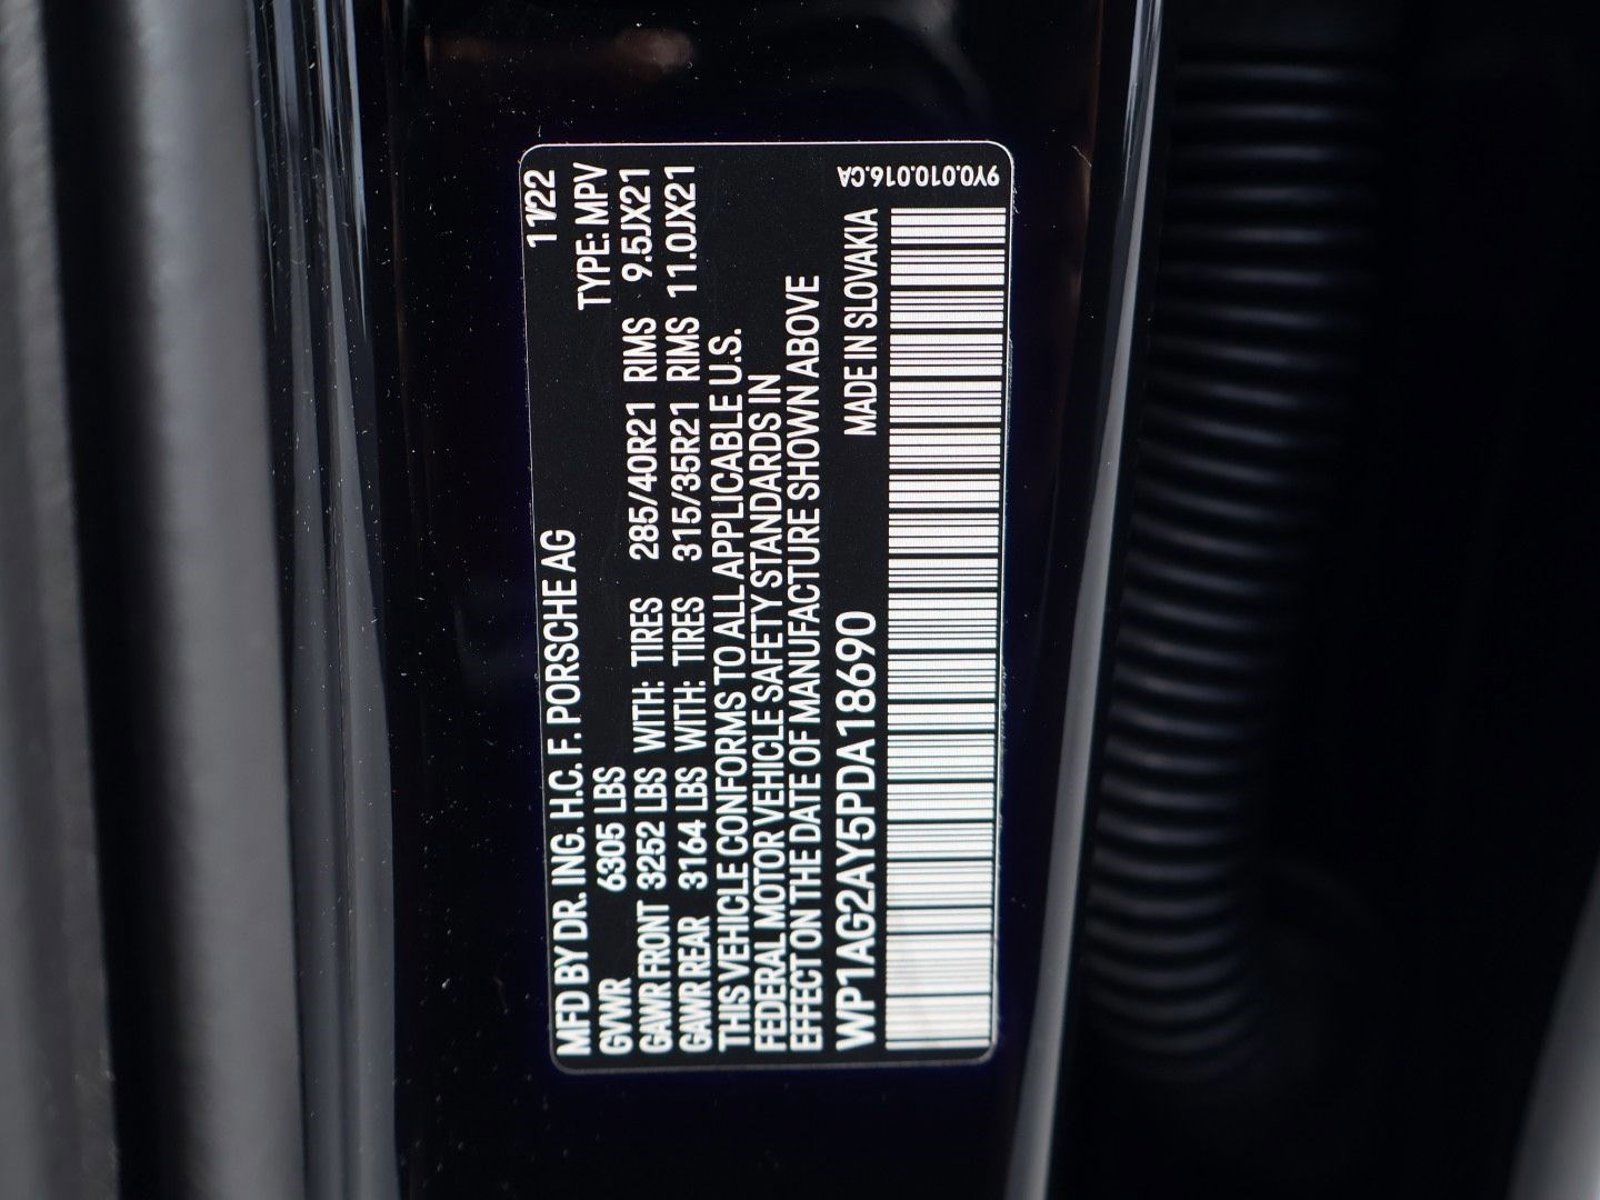 MFD BY DR. ING. H.C. F. PORSCHE AG 11/22
GVWR 6305 LBS TYPE: MPV
GAWR FRONT 3252 LBS WITH: TIRES 285/40R21 RIMS 9.5JX21
GAWR REAR 3164 LBS WITH: TIRES 315/35R21 RIMS 11.0JX21
THIS VEHICLE CONFORMS TO ALL APPLICABLE U.S.
FEDERAL MOTOR VEHICLE SAFETY STANDARDS IN
EFFECT ON THE DATE OF MANUFACTURE SHOWN ABOVE
WP1AG2AY5PDA18690 MADE IN SLOVAKIA
9Y0.010.016.CA